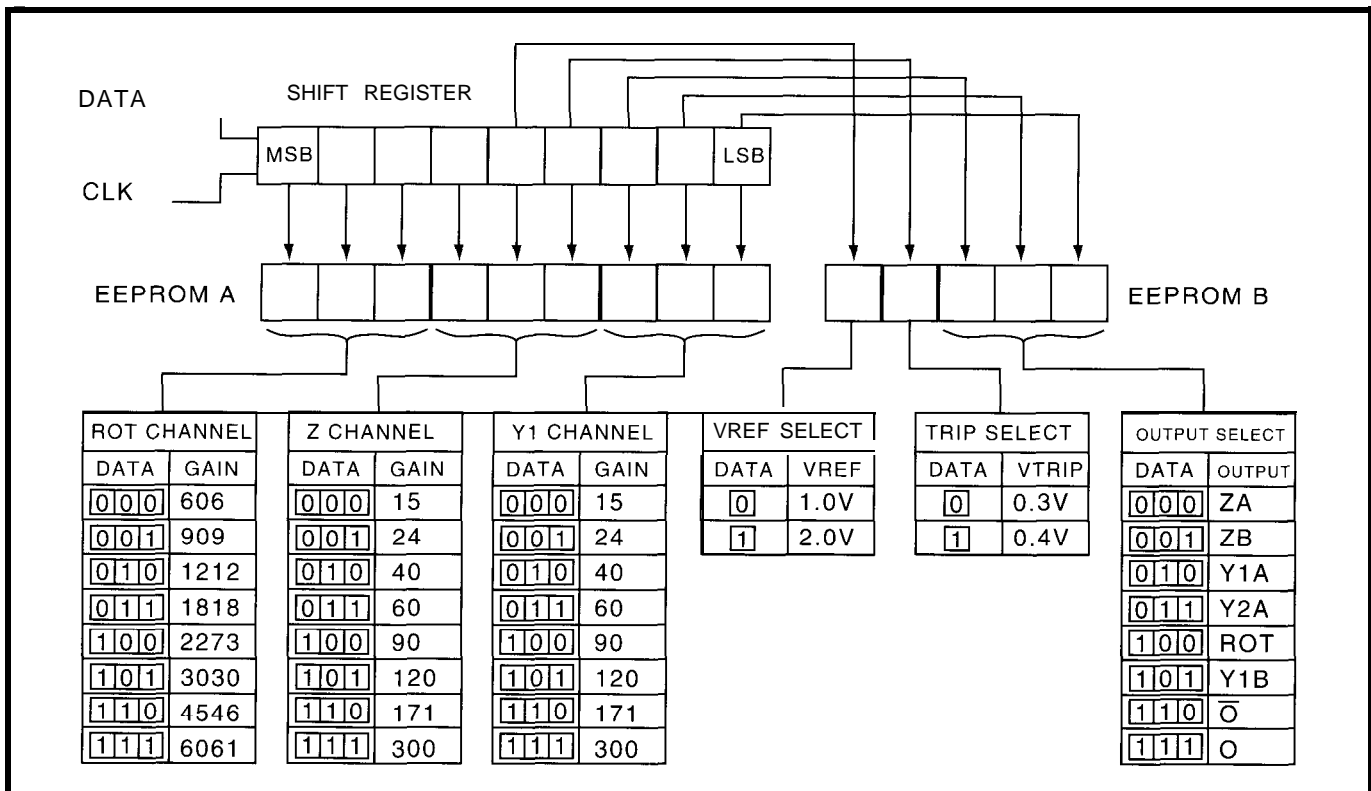 DATA
SHIFT REGISTER
MSB
LSB
CLK
EEPROM A
EEPROM B
ROT CHANNEL
DATA GAIN
000 606
001 909
010 1212
011 1818
100 2273
101 3030
110 4546
111 6061
Z CHANNEL
DATA GAIN
000 15
001 24
010 40
011 60
100 90
101 120
110 171
111 300
Y1 CHANNEL
DATA GAIN
000 15
001 24
010 40
011 60
100 90
101 120
110 171
111 300
VREF SELECT
DATA VREF
0 1.0V
1 2.0V
TRIP SELECT
DATA VTRIP
0 0.3V
1 0.4V
OUTPUT SELECT
DATA OUTPUT
000 ZA
001 ZB
010 Y1A
011 Y2A
100 ROT
101 Y1B
110 O̅
111 O